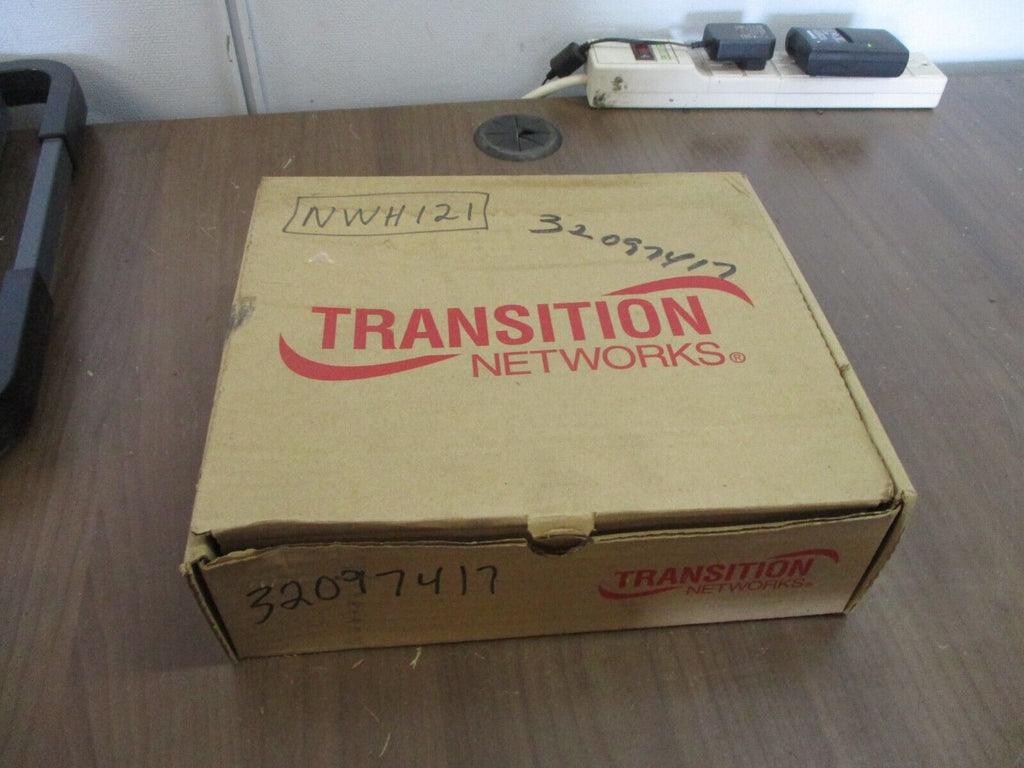 NWH121
32097417
TRANSITION
NETWORKS®
32097417
TRANSITION
NETWORKS®